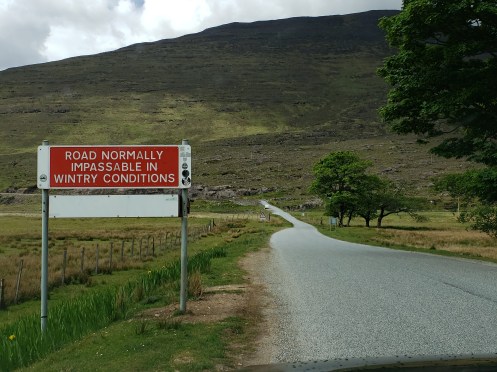 ROAD NORMALLY
IMPASSABLE IN
WINTRY CONDITIONS